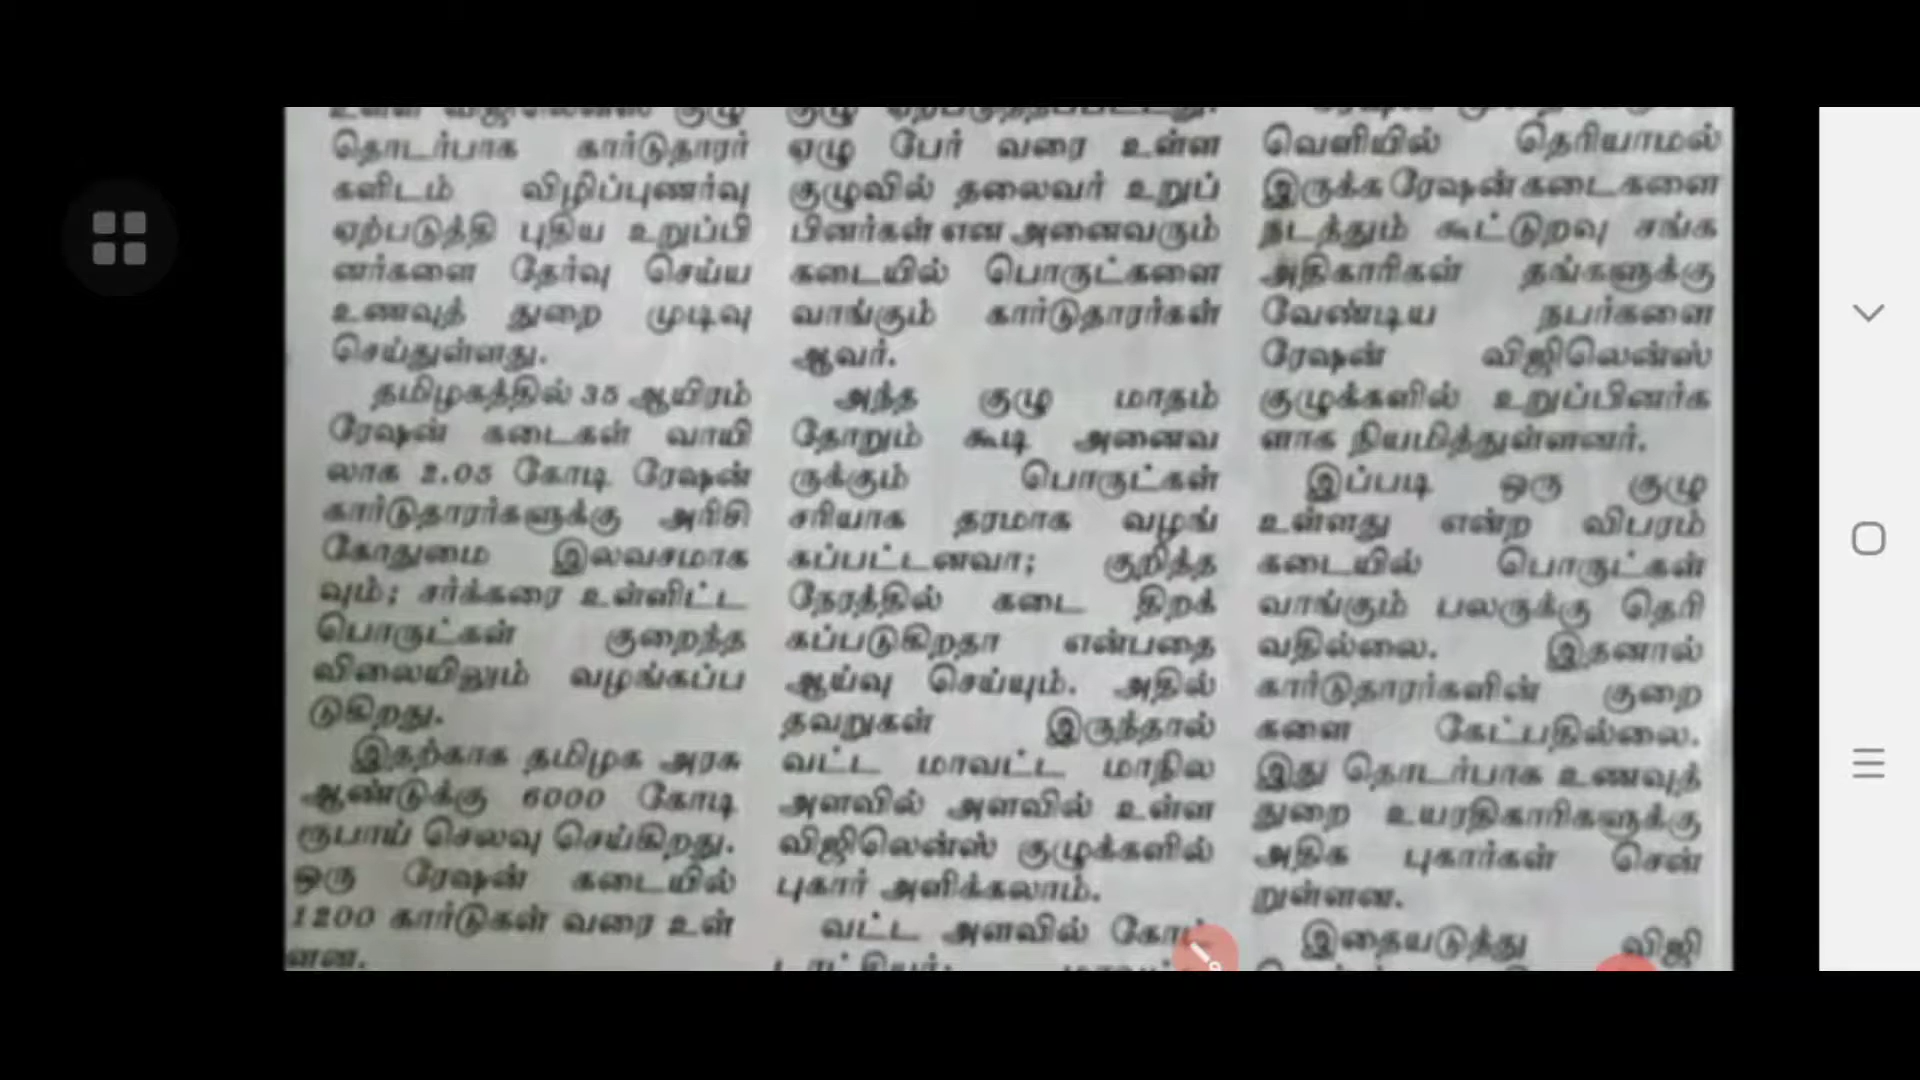 உள்ள விஜிலென்ஸ் குழு
தொடர்பாக கார்டுதாரர்
களிடம் விழிப்புணர்வு
ஏற்படுத்தி புதிய உறுப்பி
னர்களை தேர்வு செய்ய
உணவுத் துறை முடிவு
செய்துள்ளது.
தமிழகத்தில் 35 ஆயிரம்
ரேஷன் கடைகள் வாயி
லாக 2.05 கோடி ரேஷன்
கார்டுதாரர்களுக்கு அரிசி
கோதுமை இலவசமாக
வும்; சர்க்கரை உள்ளிட்ட
பொருட்கள் குறைந்த
விலையிலும் வழங்கப்ப
டுகிறது.
இதற்காக தமிழக அரசு
ஆண்டுக்கு 6000 கோடி
ரூபாய் செலவு செய்கிறது.
ஒரு ரேஷன் கடையில்
1200 கார்டுகள் வரை உள்
ளன.
குழு ஏற்படுத்தப்பட்டது.
ஏழு பேர் வரை உள்ள
குழுவில் தலைவர் உறுப்
பினர்கள் என அனைவரும்
கடையில் பொருட்களை
வாங்கும் கார்டுதாரர்கள்
ஆவர்.
அந்த குழு மாதம்
தோறும் கூடி அனைவ
ருக்கும் பொருட்கள்
சரியாக தரமாக வழங்
கப்பட்டனவா; குறித்த
நேரத்தில் கடை திறக்
கப்படுகிறதா என்பதை
ஆய்வு செய்யும். அதில்
தவறுகள் இருந்தால்
வட்ட மாவட்ட மாநில
அளவில் அளவில் உள்ள
விஜிலென்ஸ் குழுக்களில்
புகார் அளிக்கலாம்.
வட்ட அளவில்
ரேஷன்
வெளியில் தெரியாமல்
இருக்க ரேஷன் கடைகளை
நடத்தும் கூட்டுறவு சங்க
அதிகாரிகள் தங்களுக்கு
வேண்டிய நபர்களை
ரேஷன் விஜிலென்ஸ்
குழுக்களில் உறுப்பினர்க
ளாக நியமித்துள்ளனர்.
இப்படி ஒரு குழு
உள்ளது என்ற விபரம்
கடையில் பொருட்கள்
வாங்கும் பலருக்கு தெரி
வதில்லை. இதனால்
கார்டுதாரர்களின் குறை
களை கேட்பதில்லை.
இது தொடர்பாக உணவுத்
துறை உயரதிகாரிகளுக்கு
அதிக புகார்கள் சென்
றுள்ளன.
இதையடுத்து விஜி